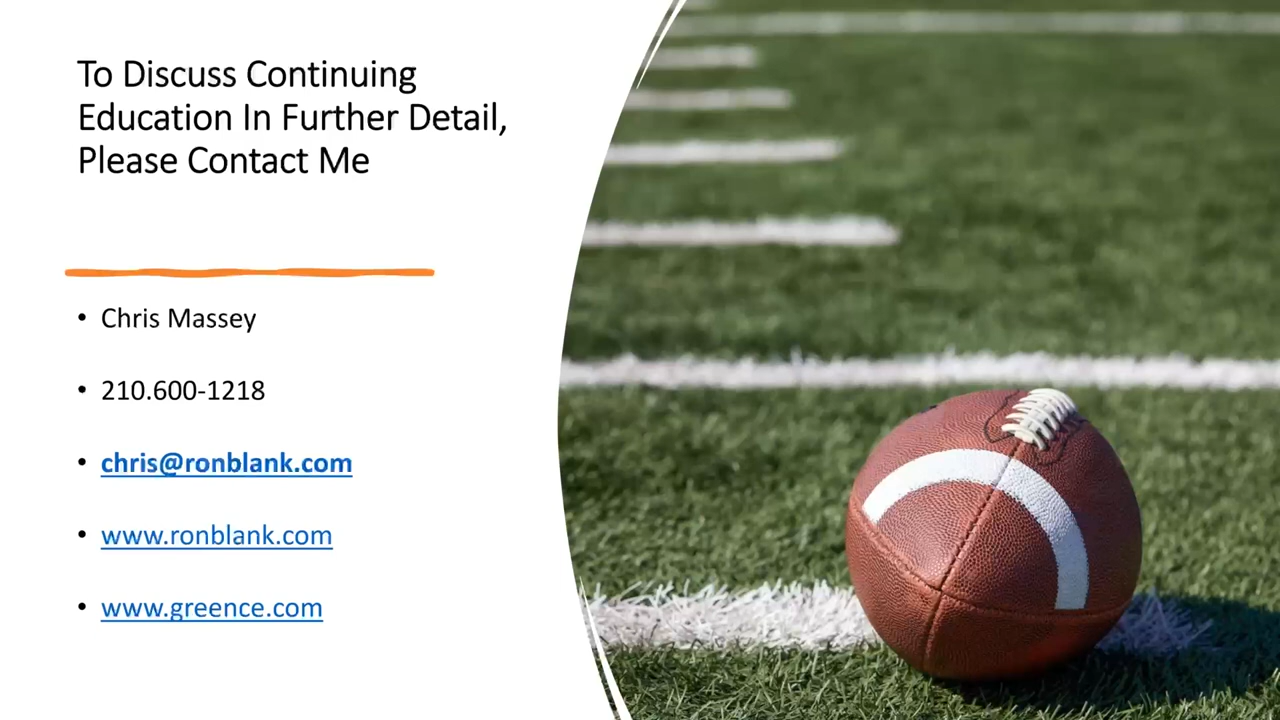 To Discuss Continuing
Education In Further Detail,
Please Contact Me
• Chris Massey
• 210.600-1218
• chris@ronblank.com
• www.ronblank.com
• www.greence.com